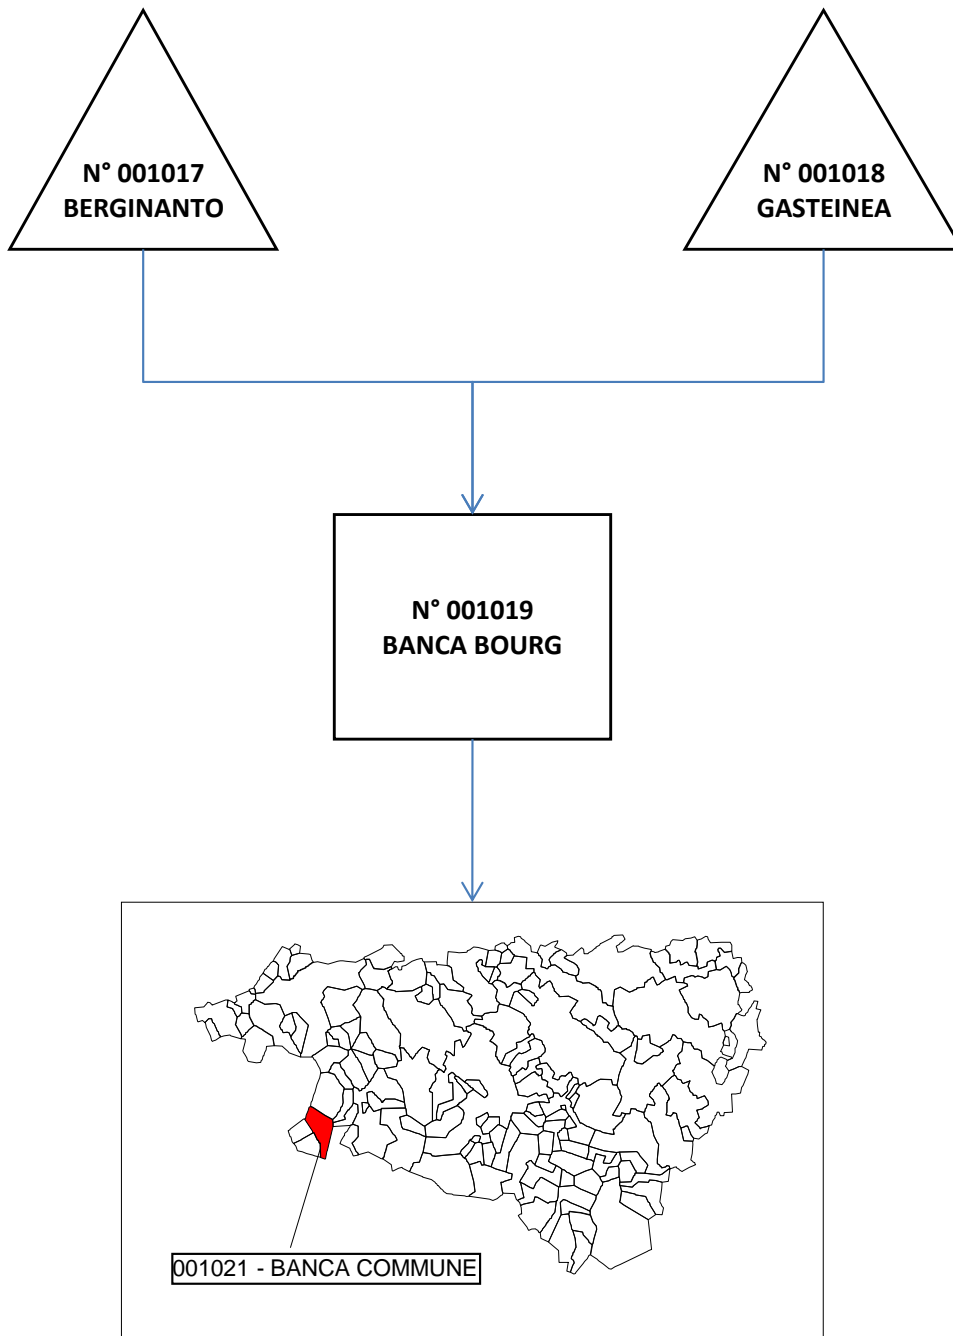 N° 001017
BERGINANTO
N° 001018
GASTEINEA
N° 001019
BANCA BOURG
001021 - BANCA COMMUNE